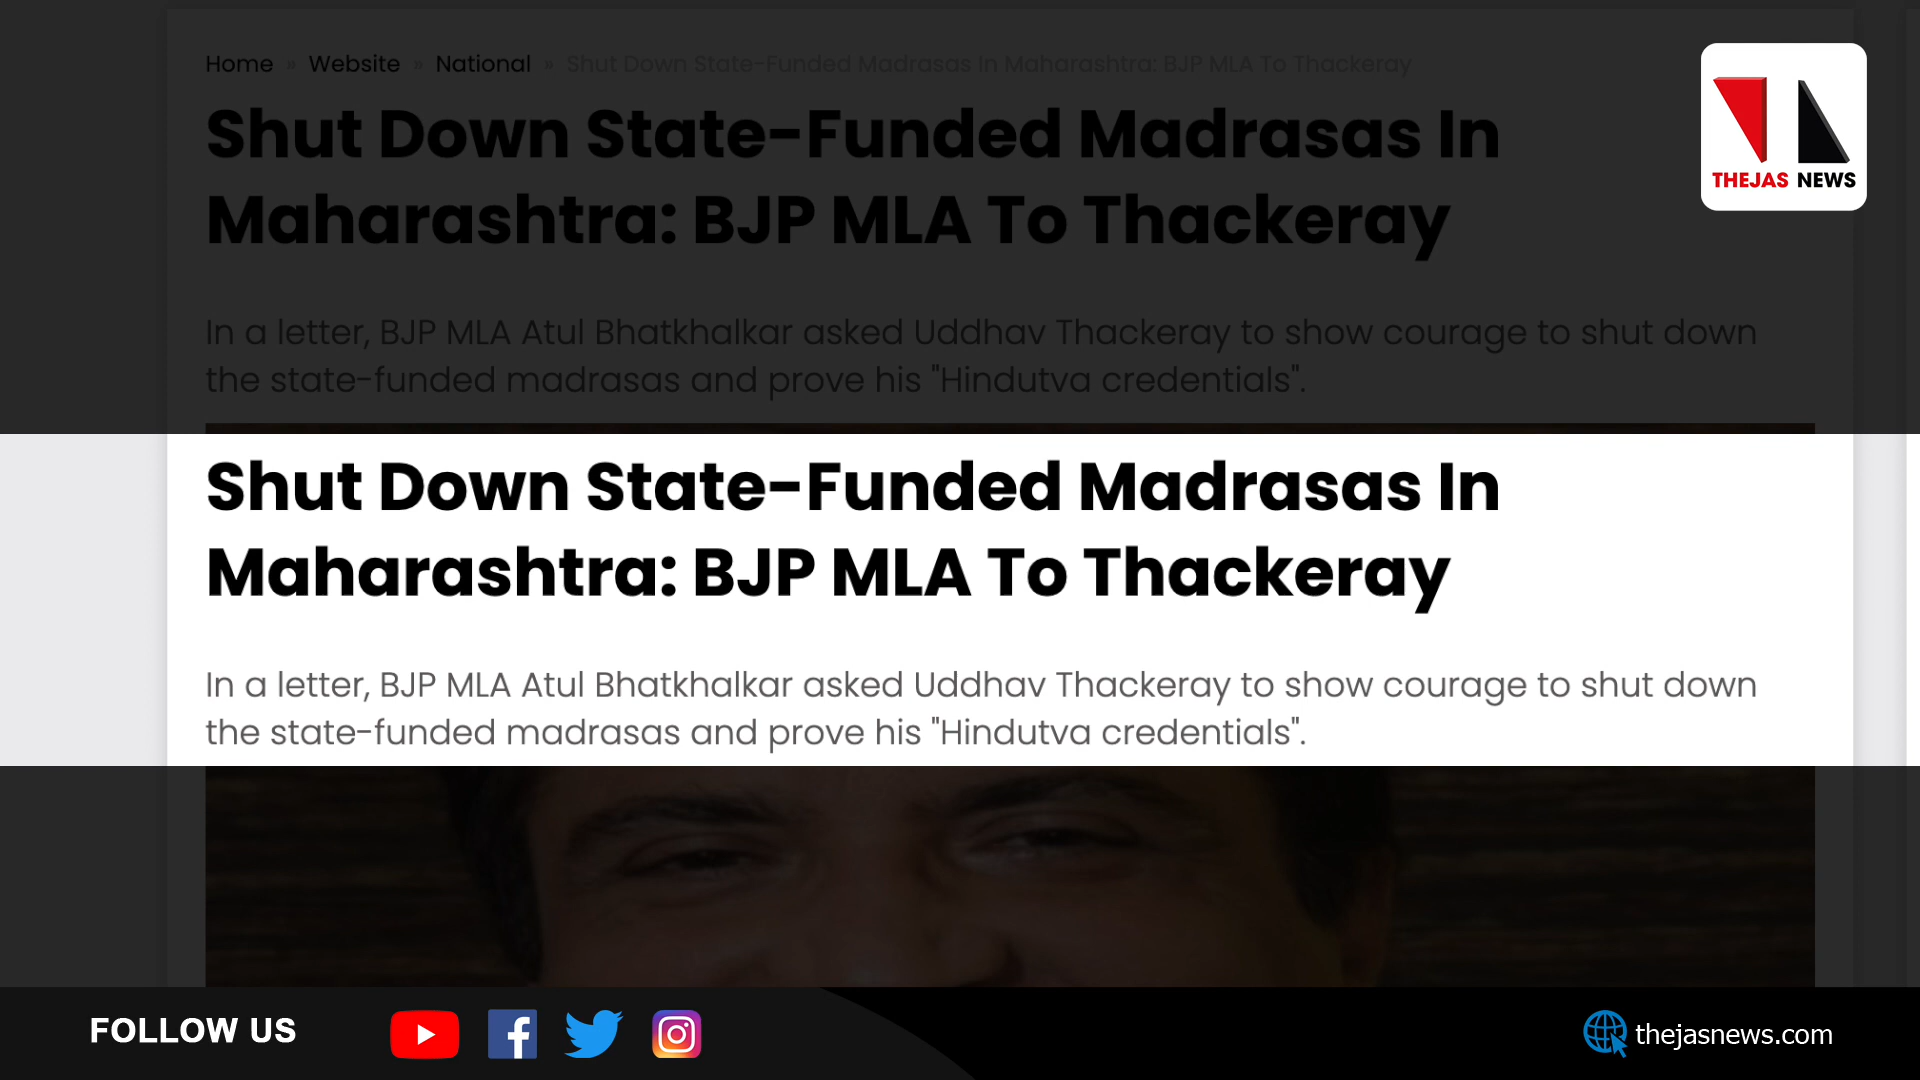 Home » Website » National » Shut Down State-Funded Madrasas In Maharashtra: BJP MLA To Thackeray
Shut Down State-Funded Madrasas In
Maharashtra: BJP MLA To Thackeray
In a letter, BJP MLA Atul Bhatkhalkar asked Uddhav Thackeray to show courage to shut down
the state-funded madrasas and prove his "Hindutva credentials".
THEJAS NEWS
Shut Down State-Funded Madrasas In
Maharashtra: BJP MLA To Thackeray
In a letter, BJP MLA Atul Bhatkhalkar asked Uddhav Thackeray to show courage to shut down
the state-funded madrasas and prove his "Hindutva credentials".
FOLLOW US
thejasnews.com